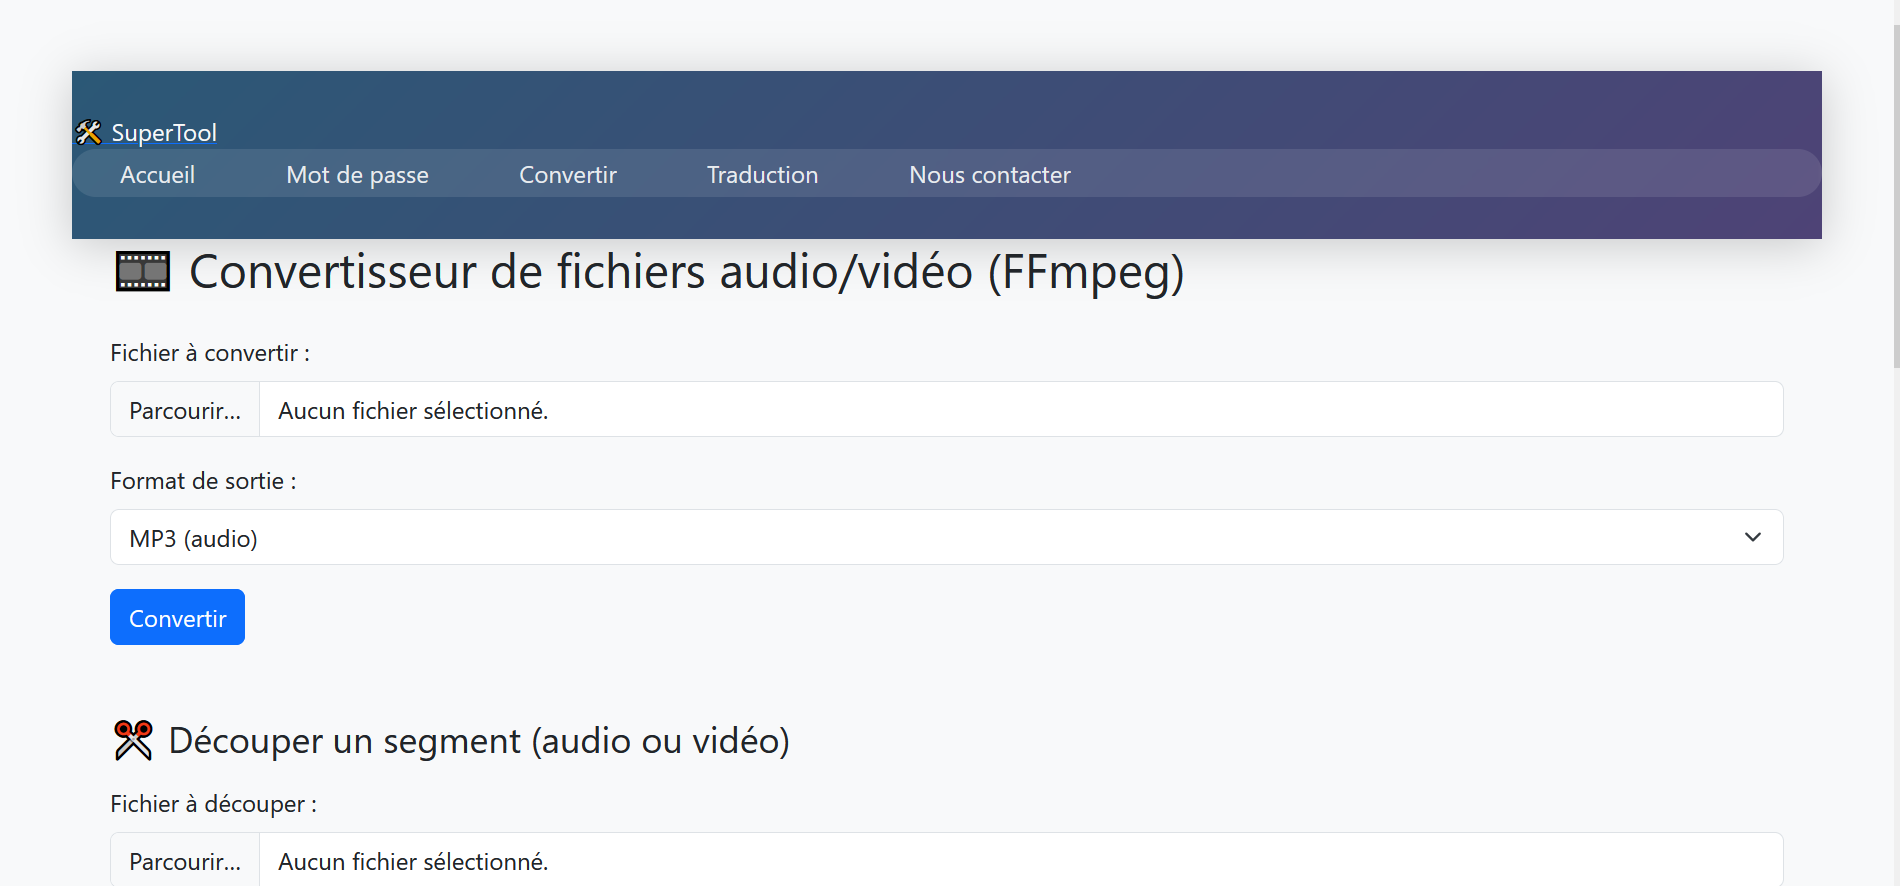 SuperTool
Accueil Mot de passe Convertir Traduction Nous contacter
Convertisseur de fichiers audio/vidéo (FFmpeg)
Fichier à convertir :
Parcourir... Aucun fichier sélectionné.
Format de sortie :
MP3 (audio)
Convertir
Découper un segment (audio ou vidéo)
Fichier à découper :
Parcourir... Aucun fichier sélectionné.